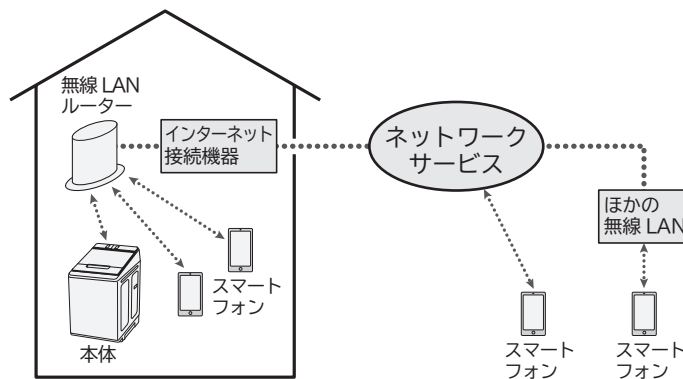 無線 LAN
ルーター
インターネット
接続機器
ネットワーク
サービス
ほかの
無線 LAN
スマート
フォン
本体
スマート
フォン
スマート
フォン